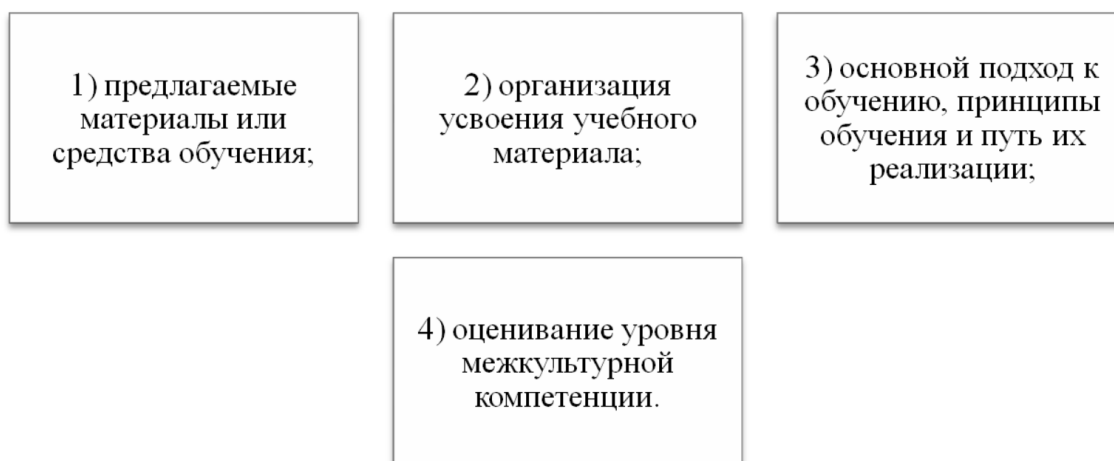 1) предлагаемые
материалы или
средства обучения;
2) организация
усвоения учебного
материала;
3) основной подход к
обучению, принципы
обучения и путь их
реализации;
4) оценивание уровня
межкультурной
компетенции.